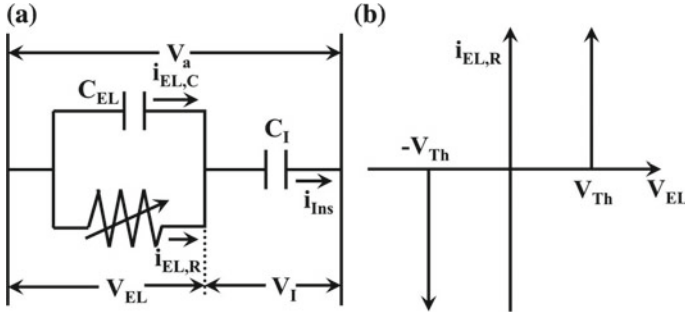 (a)
V_a
i_EL,C
C_EL
C_I
i_Ins
i_EL,R
V_EL
V_I
(b)
i_EL,R
-V_Th
V_Th
V_EL